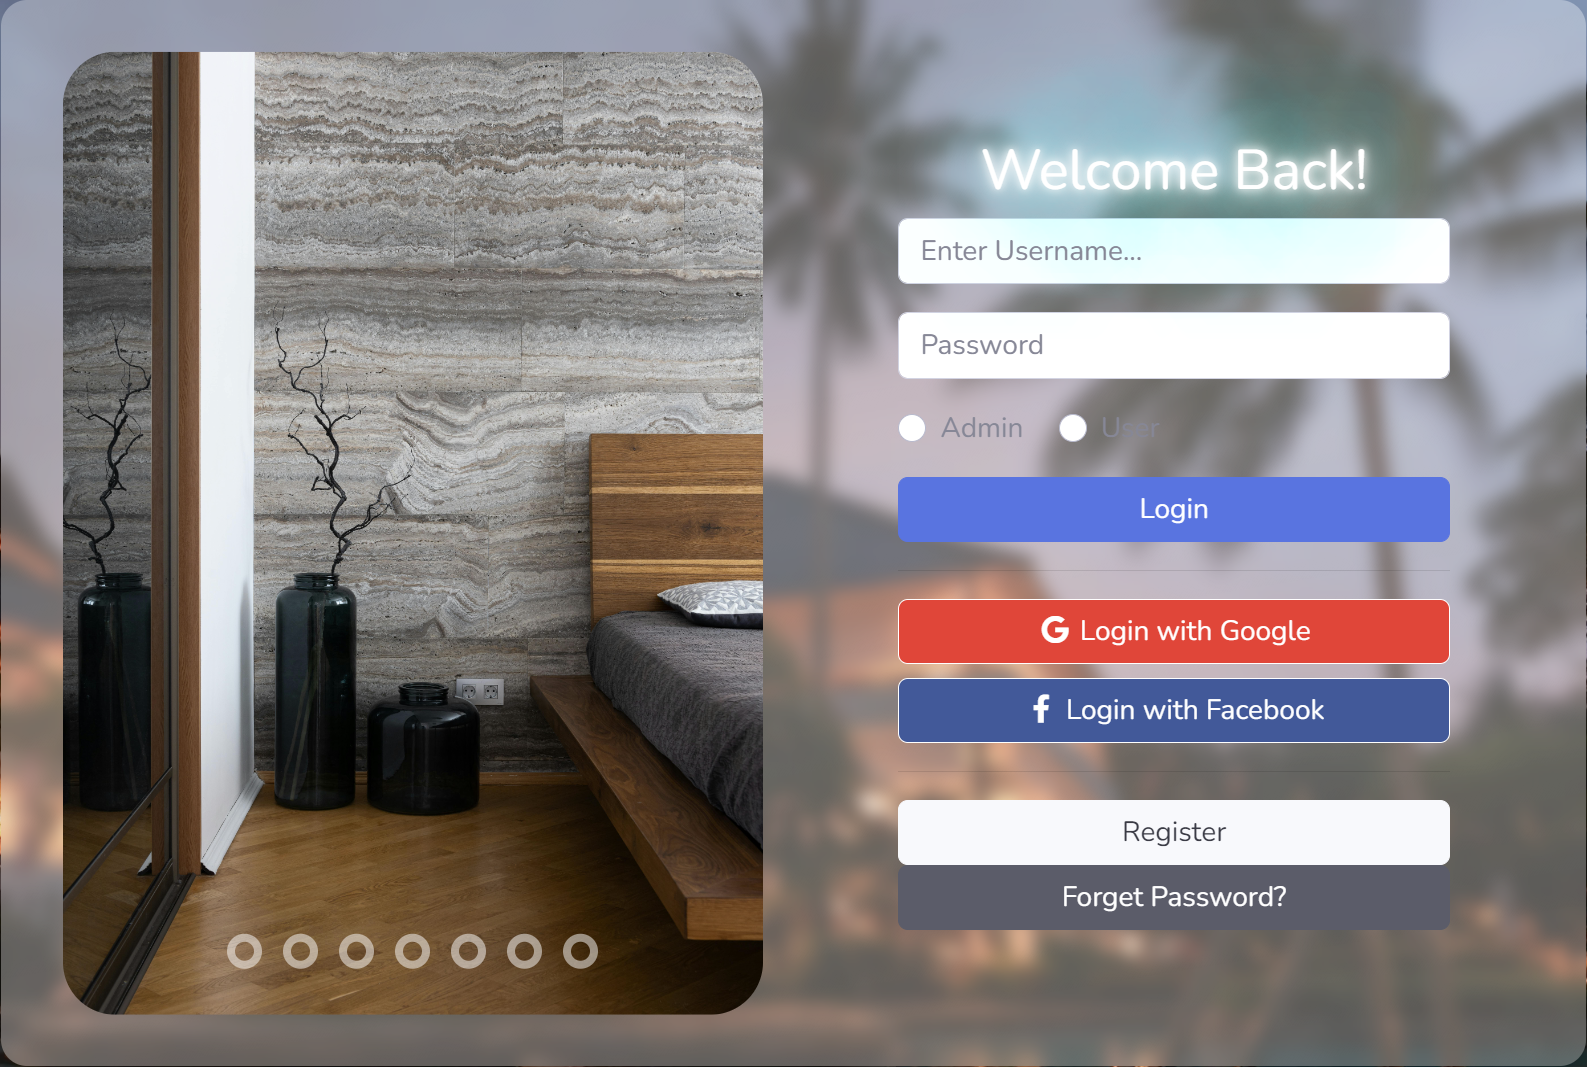 Welcome Back!
Enter Username...
Password
Admin User
Login
Login with Google
Login with Facebook
Register
Forget Password?